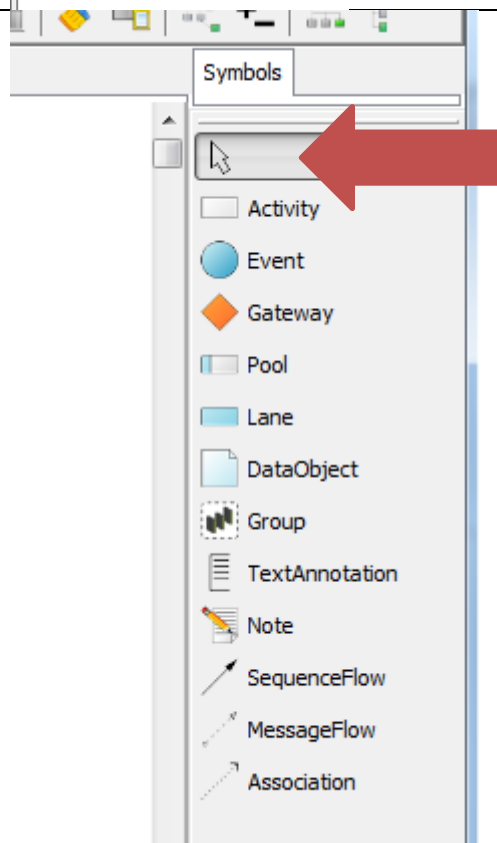 Symbols
Activity
Event
Gateway
Pool
Lane
DataObject
Group
TextAnnotation
Note
SequenceFlow
MessageFlow
Association